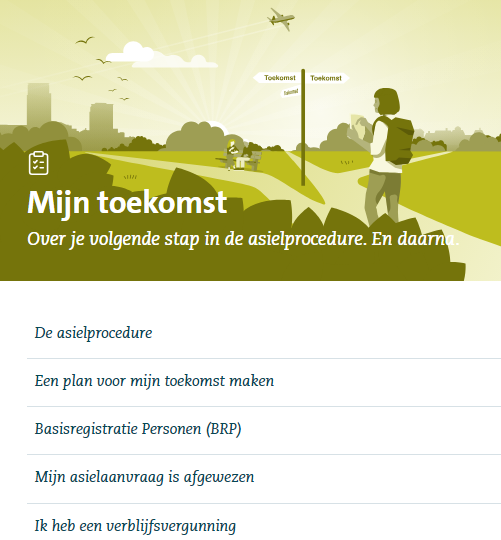 Toekomst Toekomst
Toekomst
Mijn toekomst
Over je volgende stap in de asielprocedure. En daarna.
De asielprocedure
Een plan voor mijn toekomst maken
Basisregistratie Personen (BRP)
Mijn asielaanvraag is afgewezen
Ik heb een verblijfsvergunning